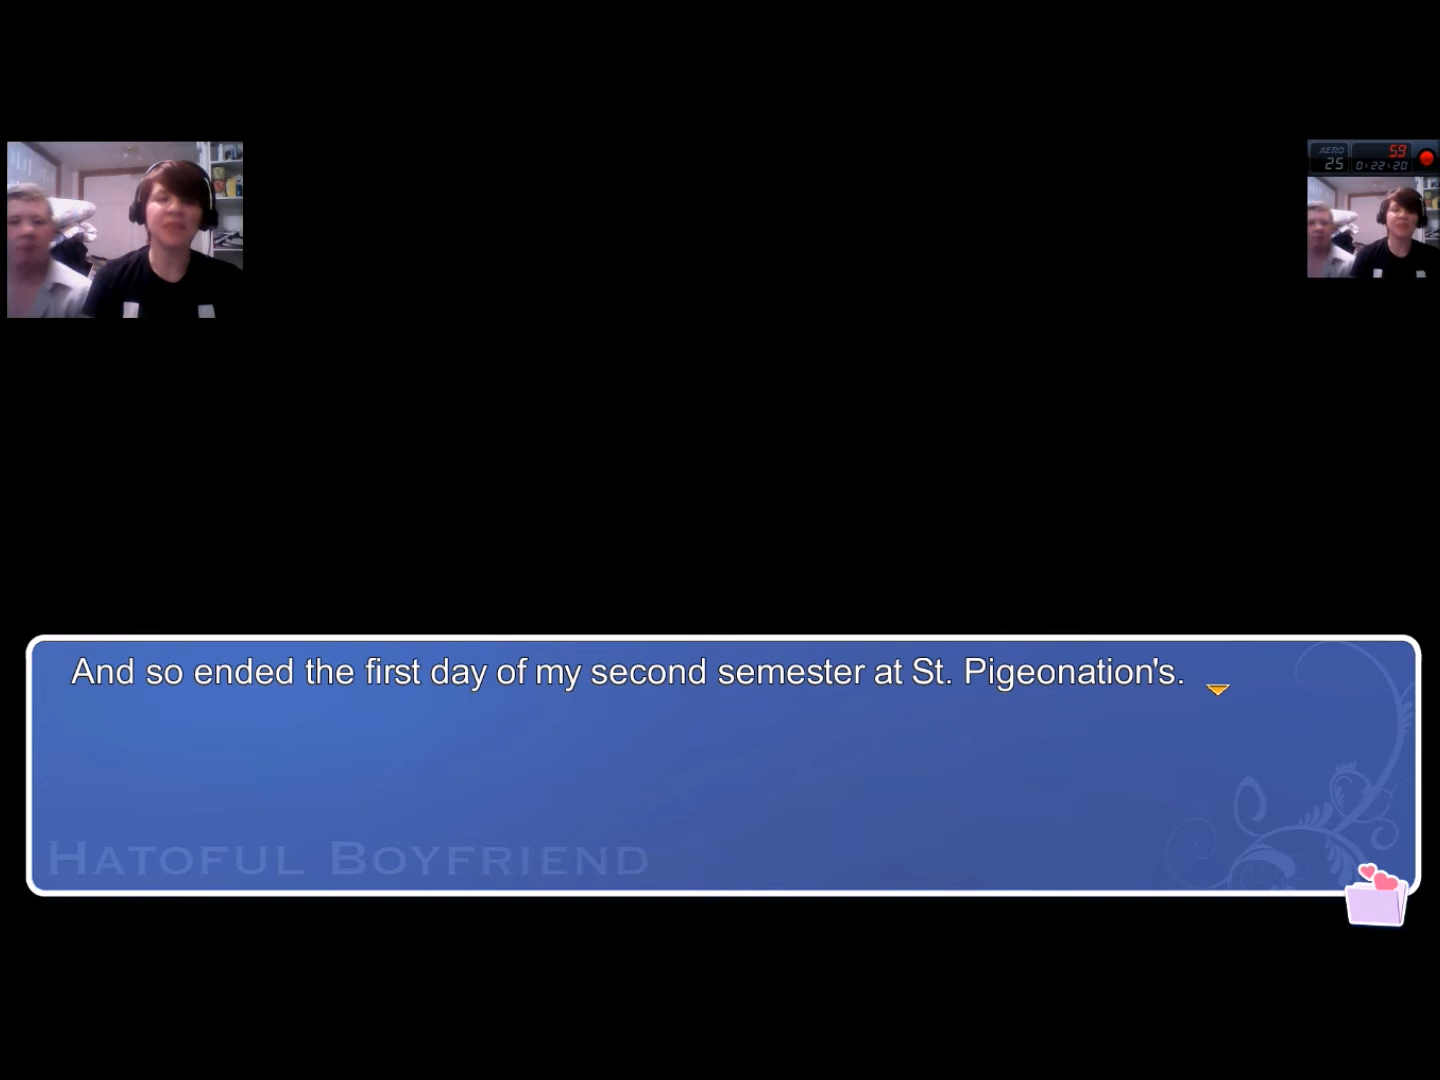 AERO
25
59
0:22:20
And so ended the first day of my second semester at St. Pigeonation's.
HATOFUL BOYFRIEND